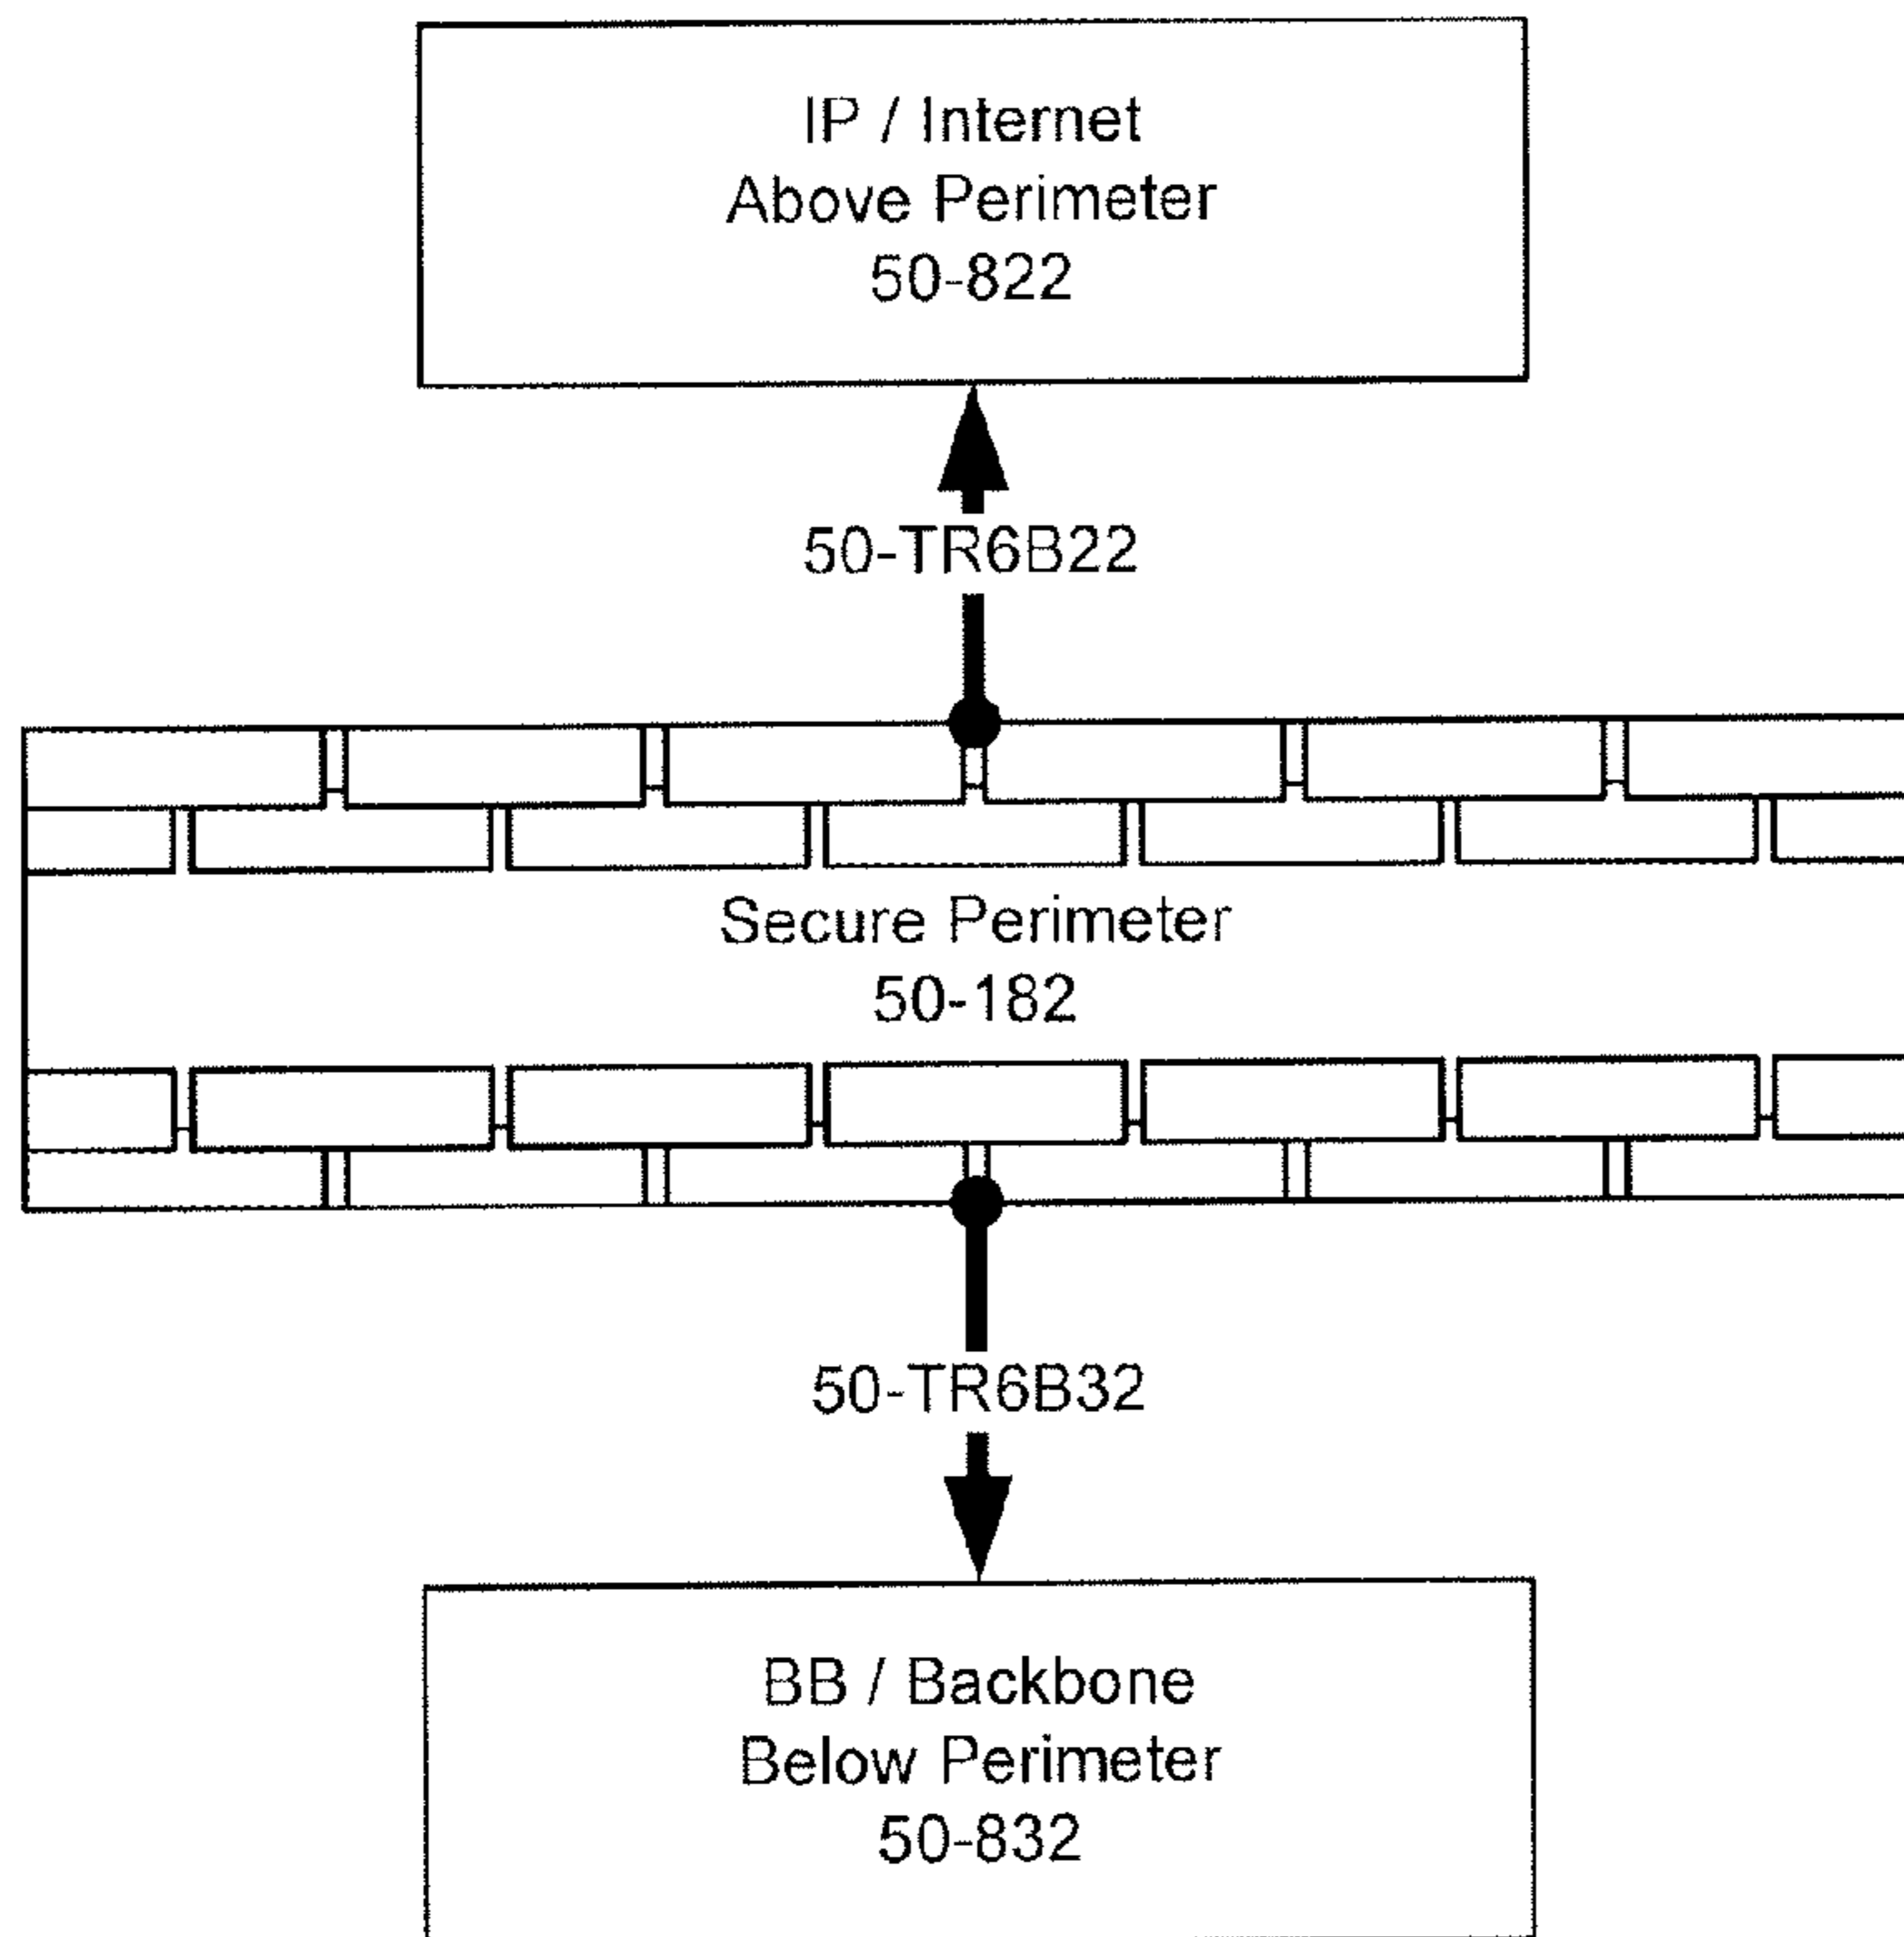 IP / Internet
Above Perimeter
50-822
50-TR6B22
Secure Perimeter
50-182
50-TR6B32
BB / Backbone
Below Perimeter
50-832